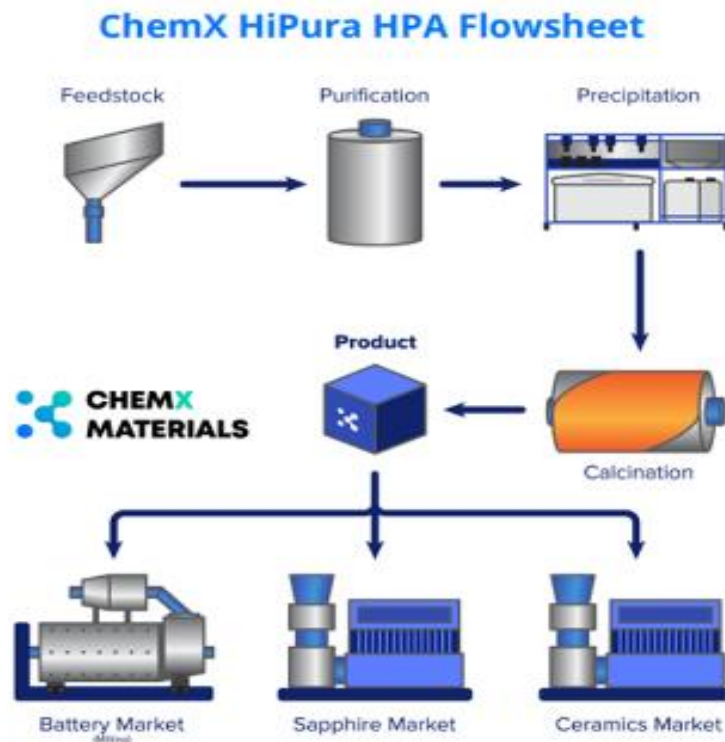 ChemX HiPura HPA Flowsheet
Feedstock
Purification
Precipitation
Product
CHEMX
MATERIALS
Calcination
Battery Market
Sapphire Market
Ceramics Market